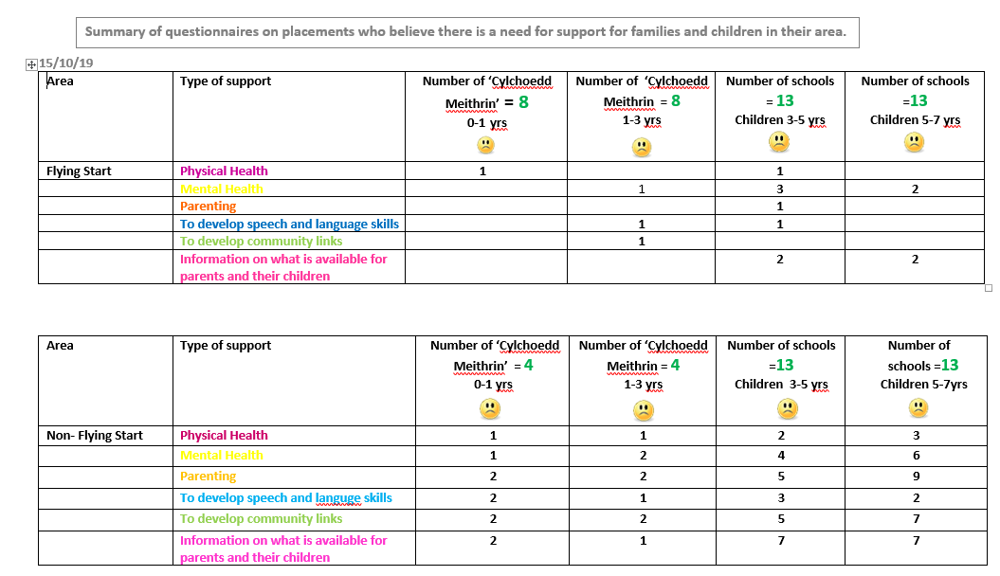 Summary of questionnaires on placements who believe there is a need for support for families and children in their area.
15/10/19
Area Type of support Number of ‘Cylchoedd Number of ‘Cylchoedd Number of schools Number of schools
Meithrin’ = 8 Meithrin = 8 = 13 =13
0-1 yrs 1-3 yrs Children 3-5 yrs Children 5-7 yrs
Flying Start Physical Health 1 1
Mental Health 1 3 2
Parenting 1
To develop speech and language skills 1 1
To develop community links 1
Information on what is available for 2 2
parents and their children
Area Type of support Number of ‘Cylchoedd Number of ‘Cylchoedd Number of schools Number of
Meithrin’ = 4 Meithrin = 4 =13 schools =13
0-1 yrs 1-3 yrs Children 3-5 yrs Children 5-7yrs
Non- Flying Start Physical Health 1 1 2 3
Mental Health 1 2 4 6
Parenting 2 2 5 9
To develop speech and languge skills 2 1 3 2
To develop community links 2 2 5 7
Information on what is available for 2 1 7 7
parents and their children